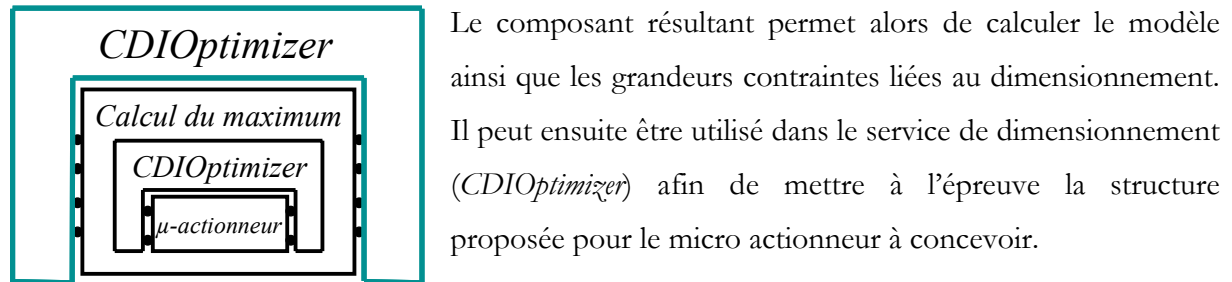 CDIOptimizer
Calcul du maximum
CDIOptimizer
µ-actionneur
Le composant résultant permet alors de calculer le modèle
ainsi que les grandeurs contraintes liées au dimensionnement.
Il peut ensuite être utilisé dans le service de dimensionnement
(CDIOptimizer) afin de mettre à l'épreuve la structure
proposée pour le micro actionneur à concevoir.